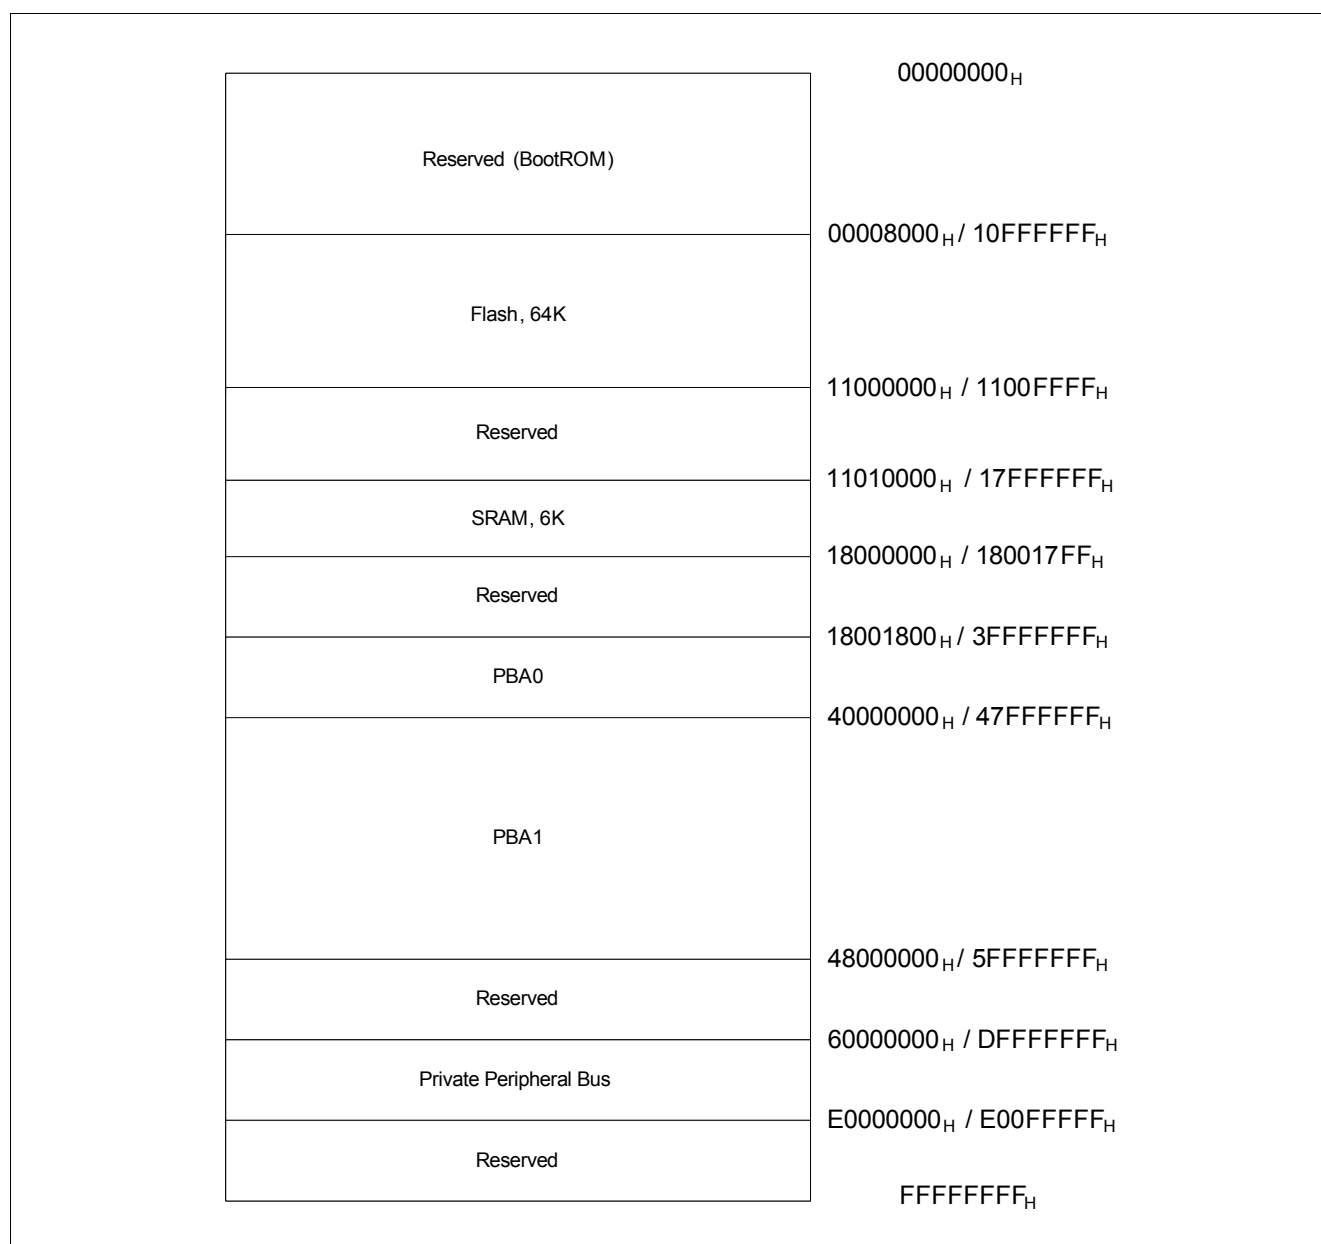 00000000H
Reserved (BootROM)
00008000H / 10FFFFFFH
Flash, 64K
11000000H / 1100FFFFH
Reserved
11010000H / 17FFFFFFH
SRAM, 6K
18000000H / 180017FFH
Reserved
18001800H / 3FFFFFFFH
PBA0
40000000H / 47FFFFFFH
PBA1
48000000H / 5FFFFFFFH
Reserved
60000000H / DFFFFFFFH
Private Peripheral Bus
E0000000H / E00FFFFFH
Reserved
FFFFFFFFH